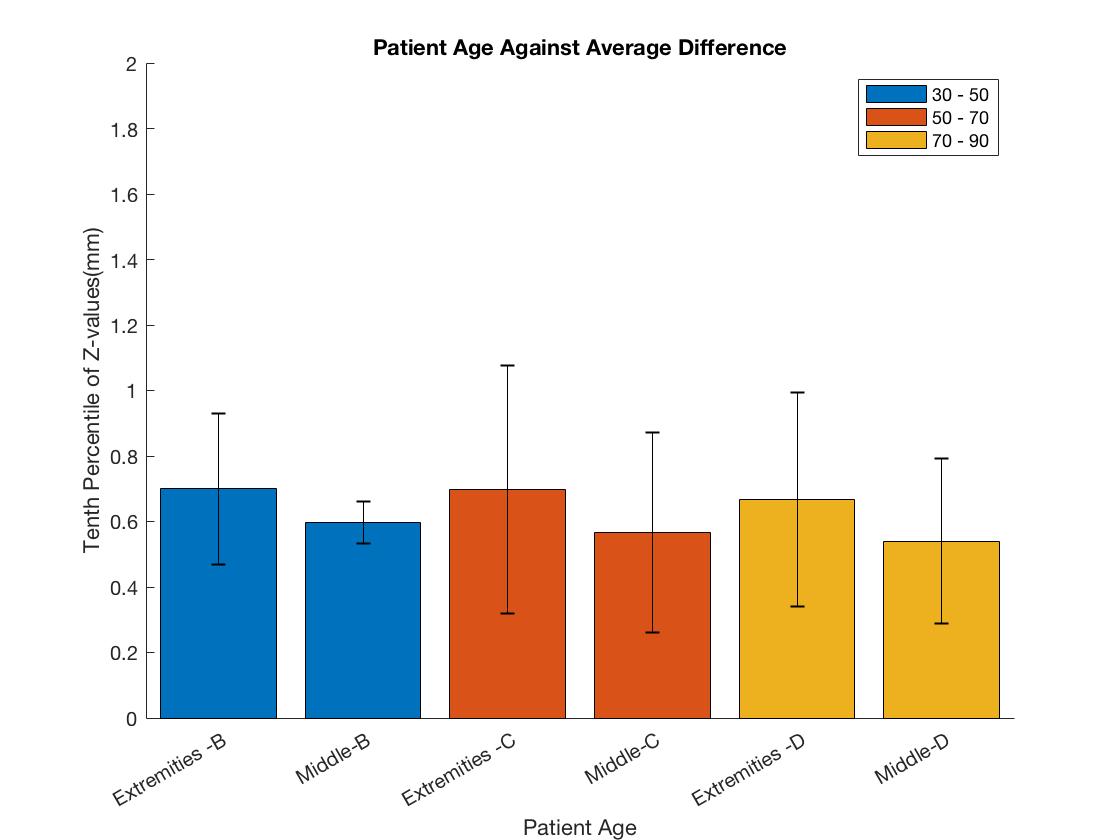 Patient Age Against Average Difference
30 - 50
50 - 70
70 - 90
Tenth Percentile of Z-values(mm)
2
1.8
1.6
1.4
1.2
1
0.8
0.6
0.4
0.2
0
Extremities -B
Middle-B
Extremities -C
Middle-C
Extremities -D
Middle-D
Patient Age